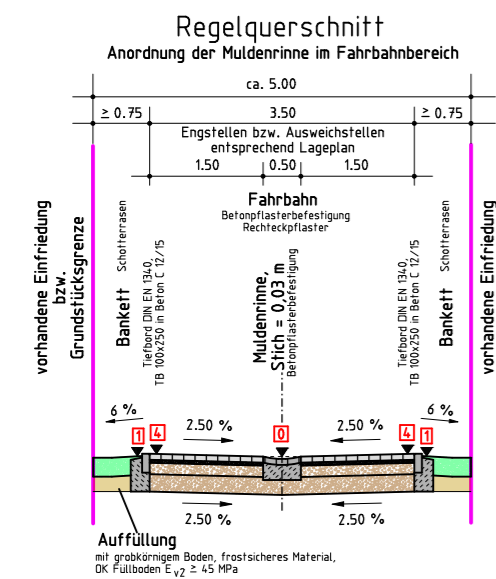 Regelquerschnitt
Anordnung der Muldenrinne im Fahrbahnbereich
ca. 5.00
≥ 0.75
3.50
≥ 0.75
Engstellen bzw. Ausweichstellen
entsprechend Lageplan
1.50
0.50
1.50
Fahrbahn
Betonpflasterbefestigung
Rechteckpflaster
vorhandene Einfriedung
bzw.
Grundstücksgrenze
Bankett Schotterrasen
Tiefbord DIN EN 1340,
TB 100x250 in Beton C 12/15
Muldenrinne,
Stich = 0,03 m
Betonpflasterbefestigung
Tiefbord DIN EN 1340,
TB 100x250 in Beton C 12/15
Bankett Schotterrasen
vorhandene Einfriedung
6 %
2.50 %
2.50 %
6 %
1
4
0
4
1
2.50 %
2.50 %
Auffüllung
mit grobkörnigem Boden, frostsicheres Material,
OK Füllboden Ev2 ≥ 45 MPa